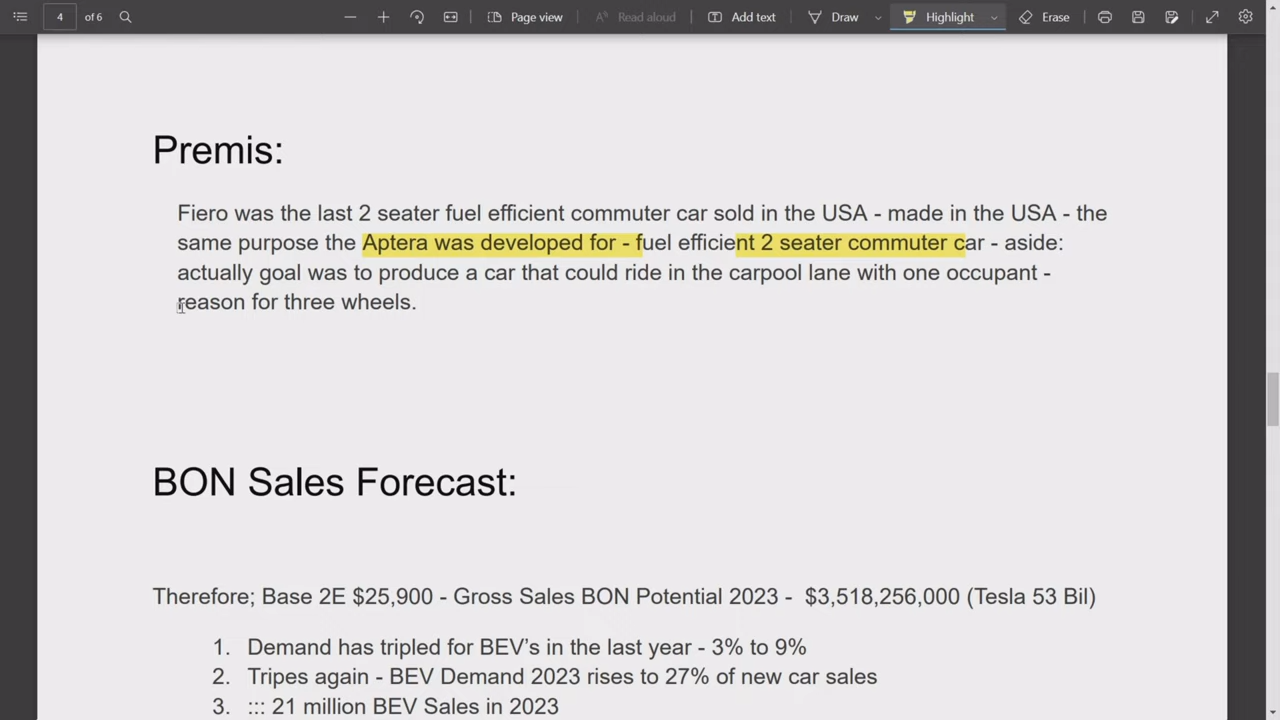 4 of 6 Page view Read aloud Add text Draw Highlight Erase
Premis:
Fiero was the last 2 seater fuel efficient commuter car sold in the USA - made in the USA - the
same purpose the Aptera was developed for - fuel efficient 2 seater commuter car - aside:
actually goal was to produce a car that could ride in the carpool lane with one occupant -
reason for three wheels.
BON Sales Forecast:
Therefore; Base 2E $25,900 - Gross Sales BON Potential 2023 - $3,518,256,000 (Tesla 53 Bil)
1. Demand has tripled for BEV’s in the last year - 3% to 9%
2. Tripes again - BEV Demand 2023 rises to 27% of new car sales
3. ::: 21 million BEV Sales in 2023